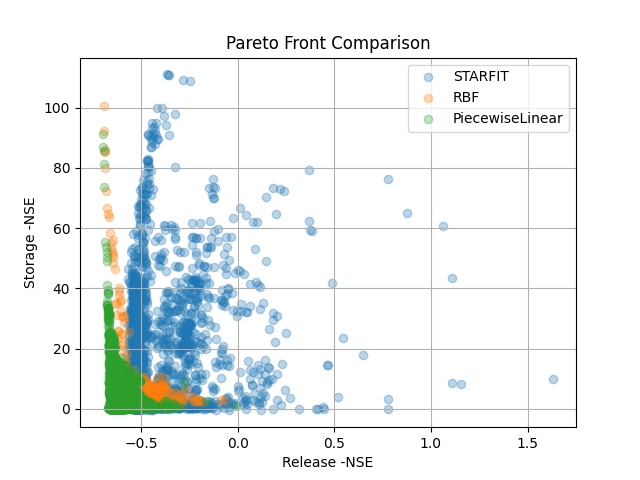 Pareto Front Comparison
STARFIT
RBF
PiecewiseLinear
Storage -NSE
100
80
60
40
20
0
−0.5
0.0
0.5
1.0
1.5
Release -NSE